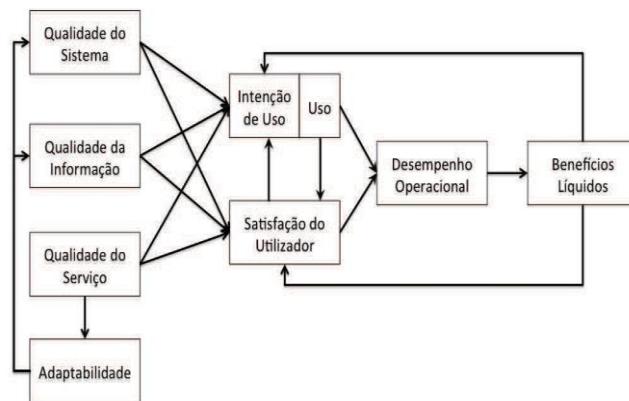 Qualidade do
Sistema
Qualidade da
Informação
Qualidade do
Serviço
Adaptabilidade
Intenção
de Uso
Uso
Satisfação do
Utilizador
Desempenho
Operacional
Benefícios
Líquidos